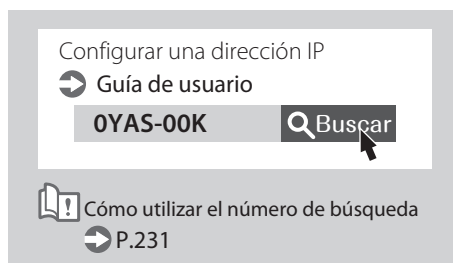 Configurar una dirección IP
Guía de usuario
0YAS-00K Buscar
Cómo utilizar el número de búsqueda
P.231